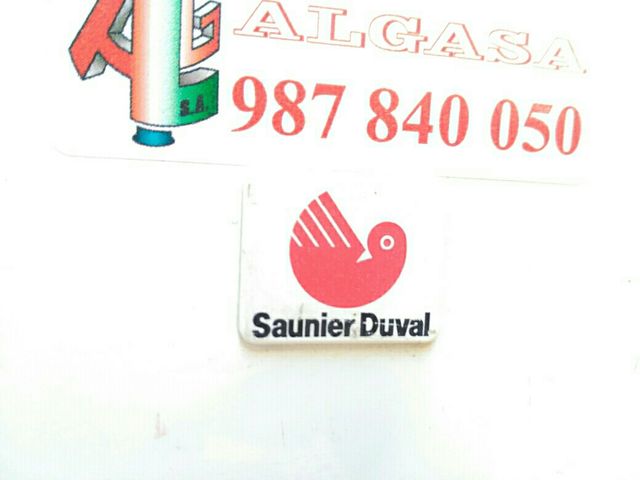 ALGASA
S.A.
987 840 050
Saunier Duval